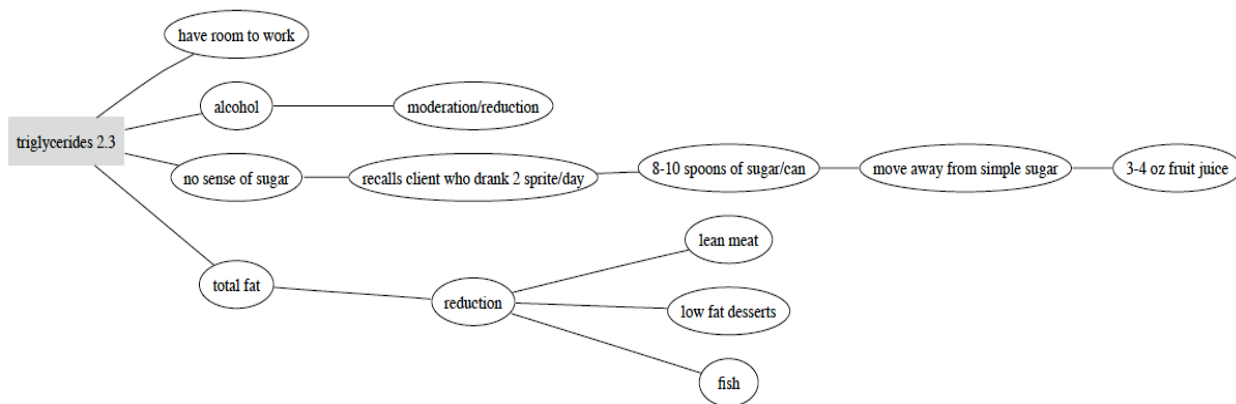 have room to work
alcohol
moderation/reduction
triglycerides 2.3
no sense of sugar
recalls client who drank 2 sprite/day
8-10 spoons of sugar/can
move away from simple sugar
3-4 oz fruit juice
lean meat
total fat
reduction
low fat desserts
fish